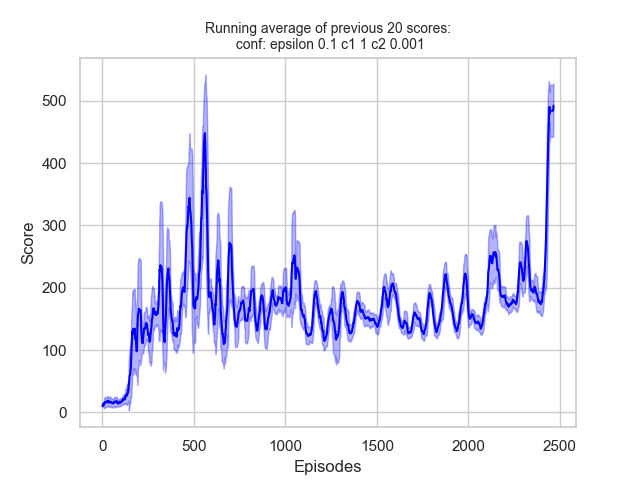 Running average of previous 20 scores:
conf: epsilon 0.1 c1 1 c2 0.001
500
400
300
200
100
0
Score
0 500 1000 1500 2000 2500
Episodes